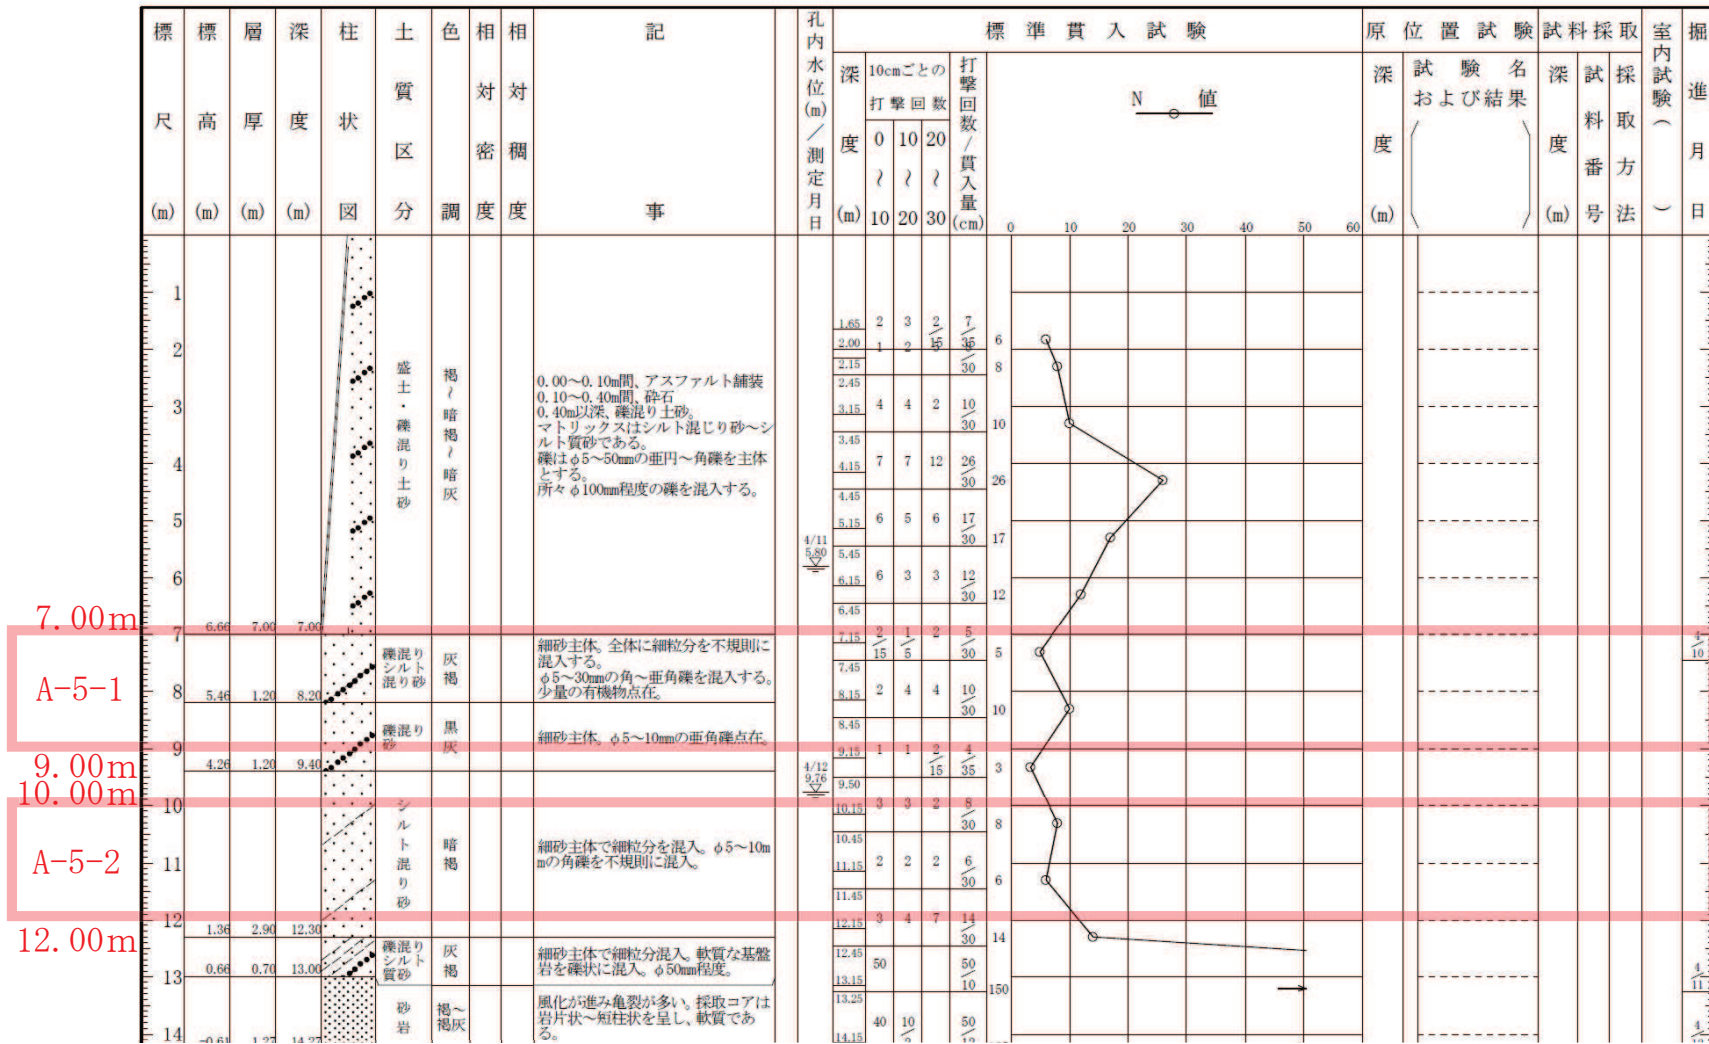 標尺(m)
標高(m)
層厚(m)
深度(m)
柱状図
土質区分
色調
相対密度
相対稠度
記事
孔内水位(m)/測定月日
標準貫入試験
深度(m)
10cmごとの打撃回数
0~10
10~20
20~30
打撃回数/貫入量(cm)
N値
0 10 20 30 40 50 60
原位置試験
深度(m)
試験名および結果
試料採取
深度(m)
試料番号
採取方法
室内試験( )
掘進月日
1
2
3
4
5
6
7
8
9
10
11
12
13
14
盛土・礫混り土砂
褐~暗褐~暗灰
0.00~0.10m間、アスファルト舗装
0.10~0.40m間、砕石
0.40m以深、礫混り土砂。
マトリックスはシルト混じり砂~シ
ルト質砂である。
礫はφ5~50mmの亜円~角礫を主体
とする。
所々φ100mm程度の礫を混入する。
6.66 7.00 7.00
礫混り
シルト
混り砂
灰褐
細砂主体。全体に細粒分を不規則に
混入する。
φ5~30mmの角~亜角礫を混入する。
少量の有機物点在。
5.46 1.20 8.20
礫混り
砂
黒灰
細砂主体。φ5~10mmの亜角礫点在。
4.26 1.20 9.40
シルト混り砂
暗褐
細砂主体で細粒分を混入。φ5~10m
mの角礫を不規則に混入。
1.36 2.90 12.30
礫混り
シルト
質砂
灰褐
細砂主体で細粒分混入。軟質な基盤
岩を礫状に混入。φ50mm程度。
0.66 0.70 13.00
砂岩
褐~
褐灰
風化が進み亀裂が多い。採取コアは
岩片状~短柱状を呈し、軟質であ
る。
-0.61 1.27 14.27
4/11
5.80
4/12
9.76
1.65 2 3 2/15 7/35 6
2.00 1 2
2.15 30 8
2.45
3.15 4 4 2 10/30 10
3.45
4.15 7 7 12 26/30 26
4.45
5.15 6 5 6 17/30 17
5.45
6.15 6 3 3 12/30 12
6.45
7.15 2/15 1/5 2 5/30 5
7.45
8.15 2 4 4 10/30 10
8.45
9.15 1 1 2/15 4/35 3
9.50
10.15 3 3 2 8/30 8
10.45
11.15 2 2 2 6/30 6
11.45
12.15 3 4 7 14/30 14
12.45
13.15 50 50/10 150
13.25
14.15 40 10 50
4/10
4/11
7.00m
A-5-1
9.00m
10.00m
A-5-2
12.00m